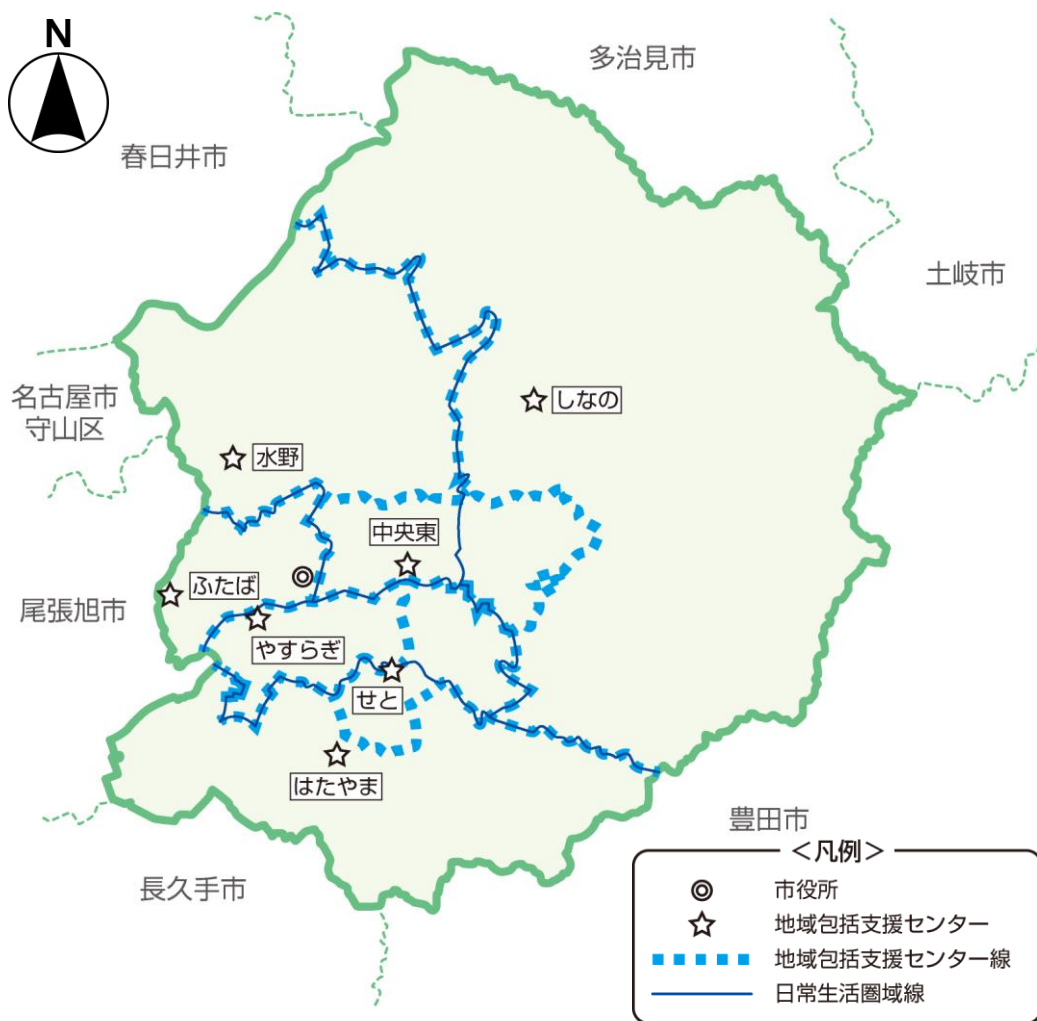 N
多治見市
春日井市
土岐市
名古屋市
守山区
しなの
水野
中央東
ふたば
尾張旭市
やすらぎ
せと
はたやま
豊田市
長久手市
<凡例>
市役所
地域包括支援センター
地域包括支援センター線
日常生活圏域線